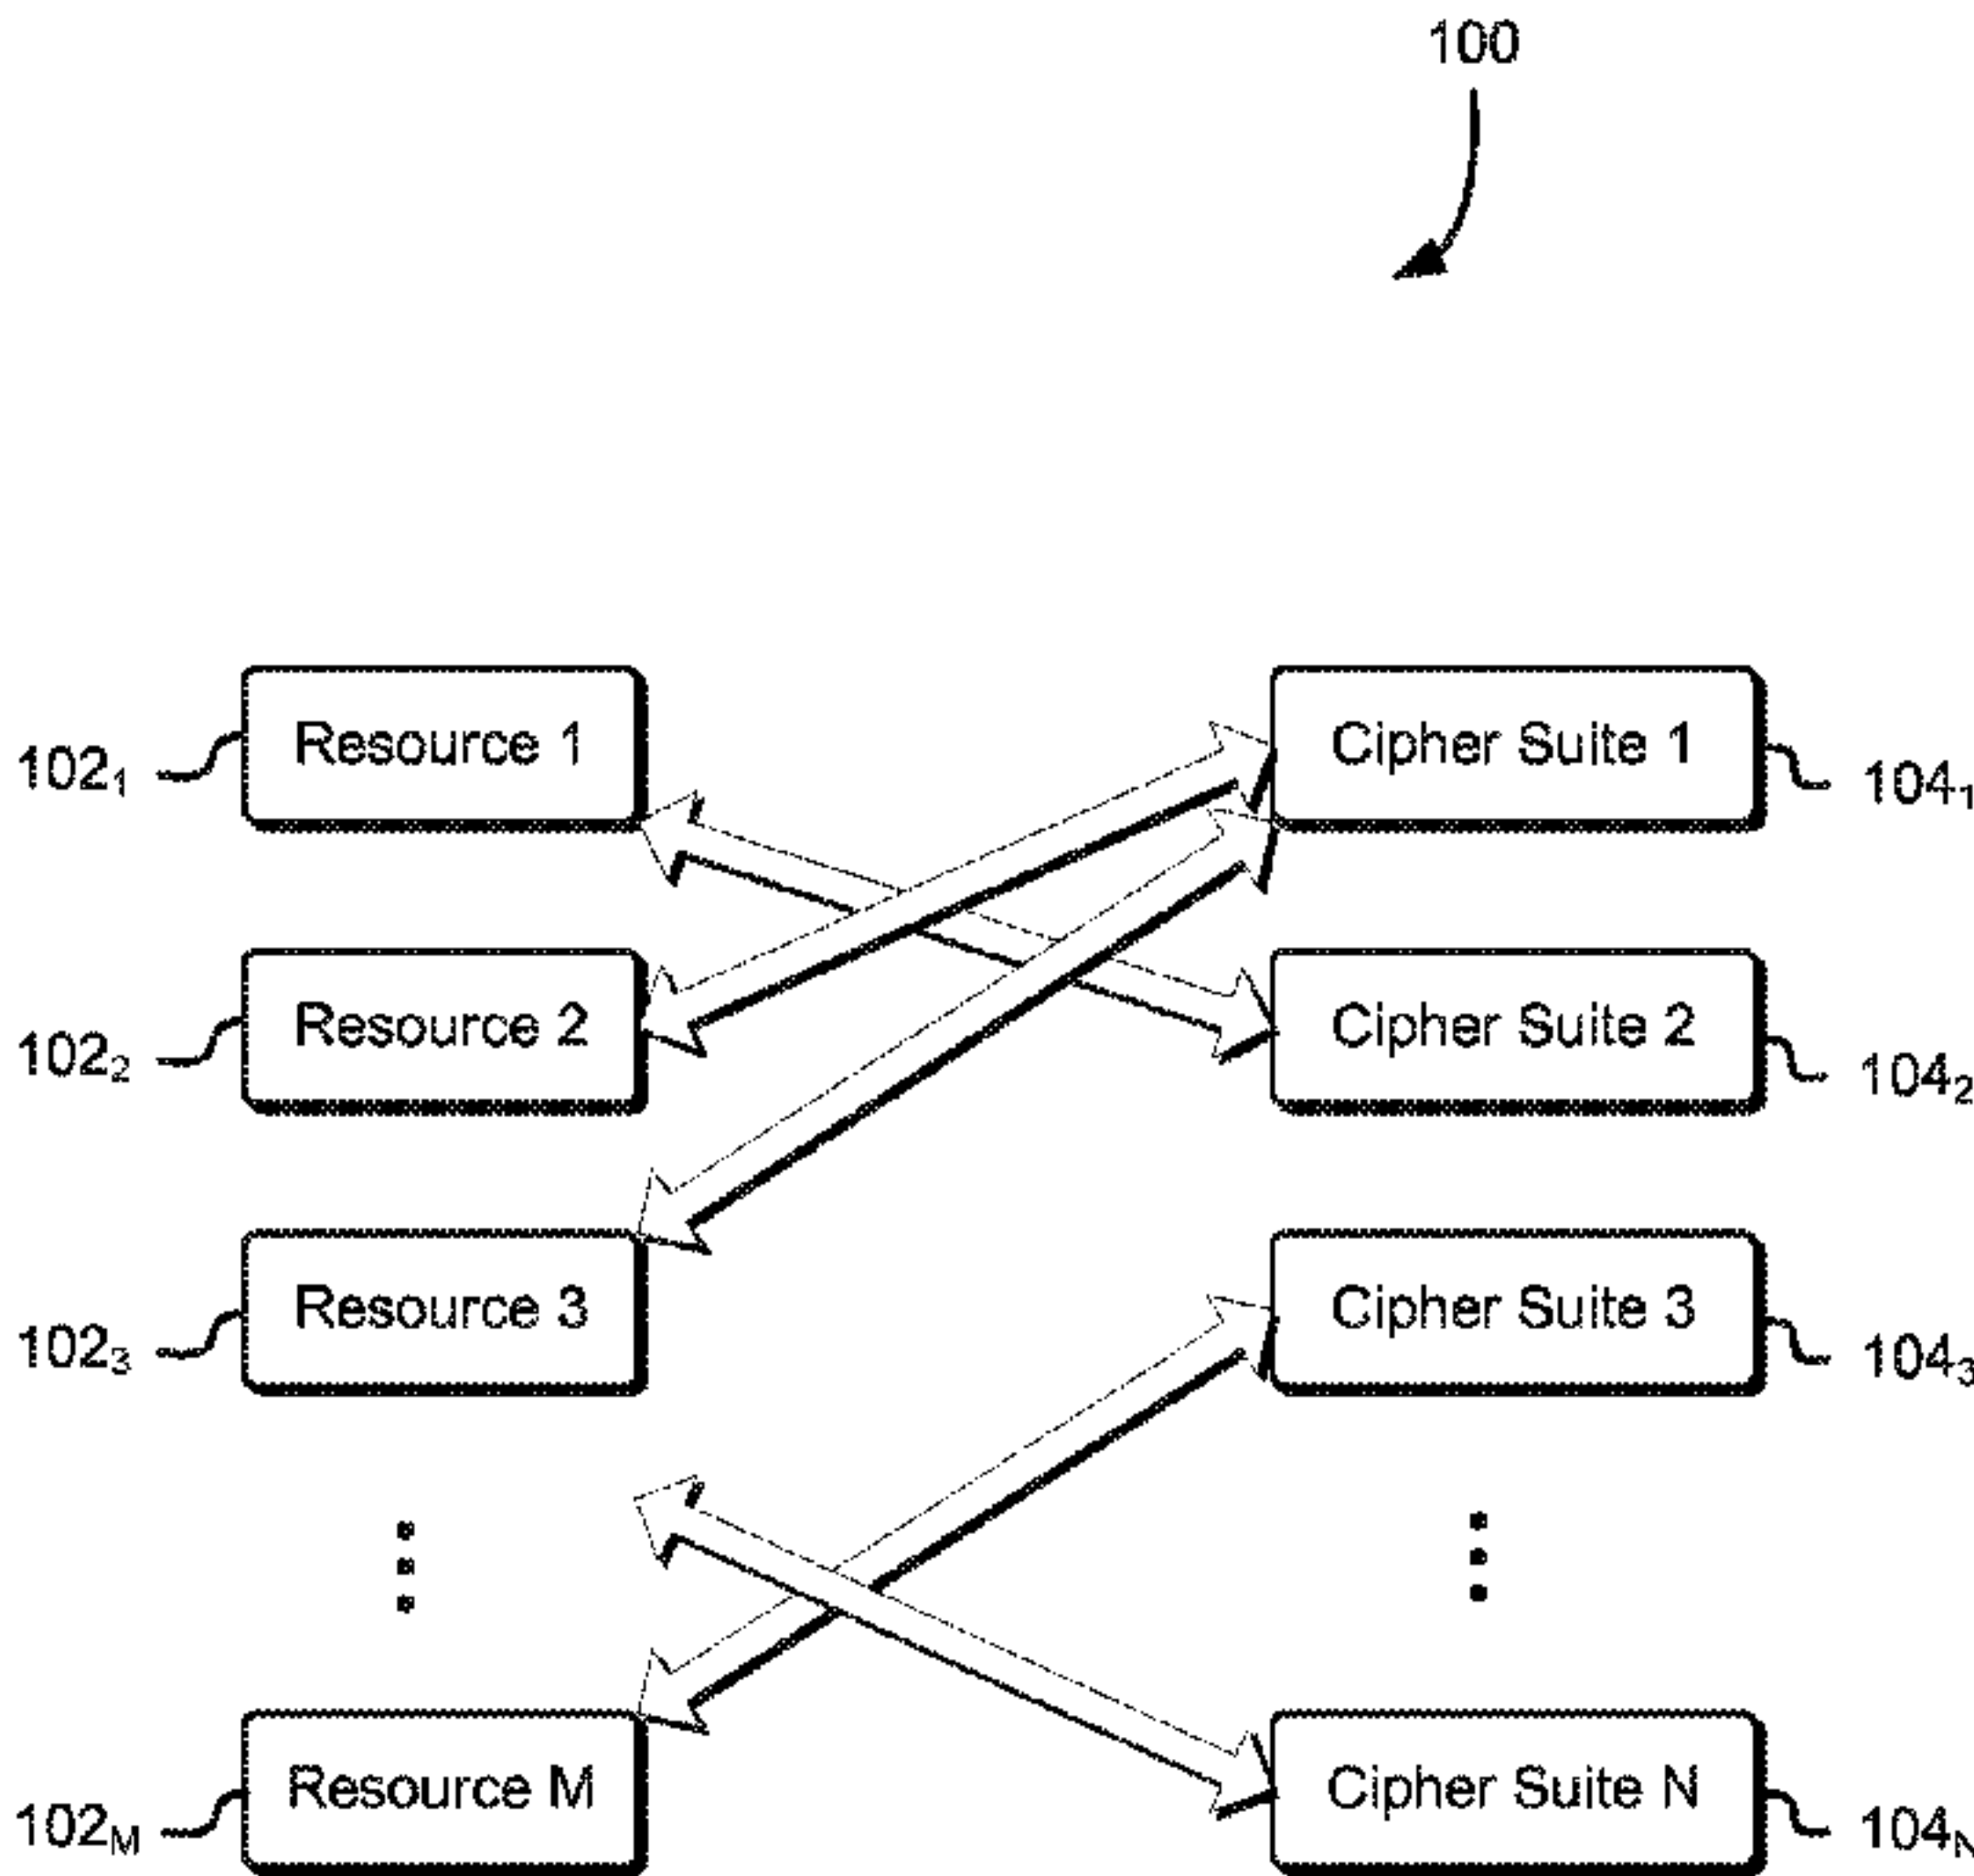 100
Resource 1
Cipher Suite 1
102₁
104₁
Resource 2
Cipher Suite 2
102₂
104₂
Resource 3
Cipher Suite 3
102₃
104₃
Resource M
Cipher Suite N
102M
104N